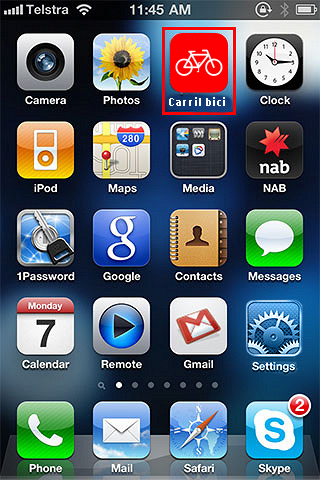 Telstra 11:45 AM
Camera Photos Carril bici Clock
280
iPod Maps Media nab NAB
g
1Password Google Contacts Messages
Monday
7
Calendar Remote Gmail Settings
S 2
Phone Mail Safari Skype